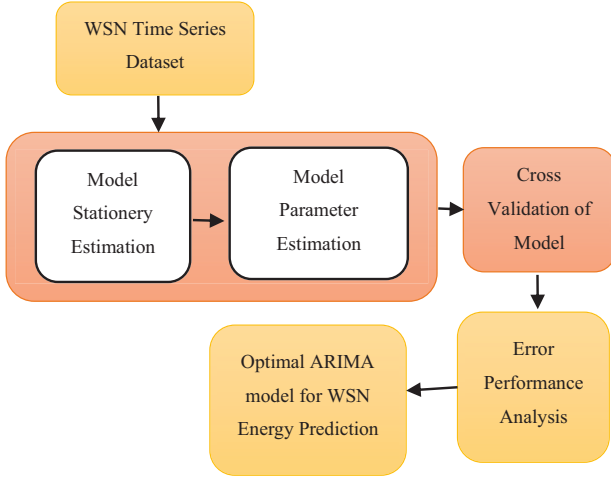 WSN Time Series
Dataset
Model
Stationery
Estimation
Model
Parameter
Estimation
Cross
Validation of
Model
Error
Performance
Analysis
Optimal ARIMA
model for WSN
Energy Prediction